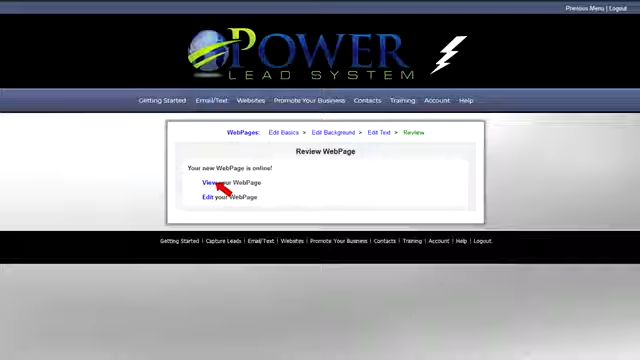 Previous Menu | Logout
POWER
LEAD SYSTEM
Getting Started Email/Text Websites Promote Your Business Contacts Training Account Help
WebPages: Edit Basics > Edit Background > Edit Text > Review
Review WebPage
Your new WebPage is online!
View your WebPage
Edit your WebPage
Getting Started | Capture Leads | Email/Text | Websites | Promote Your Business | Contacts | Training | Account | Help | Logout